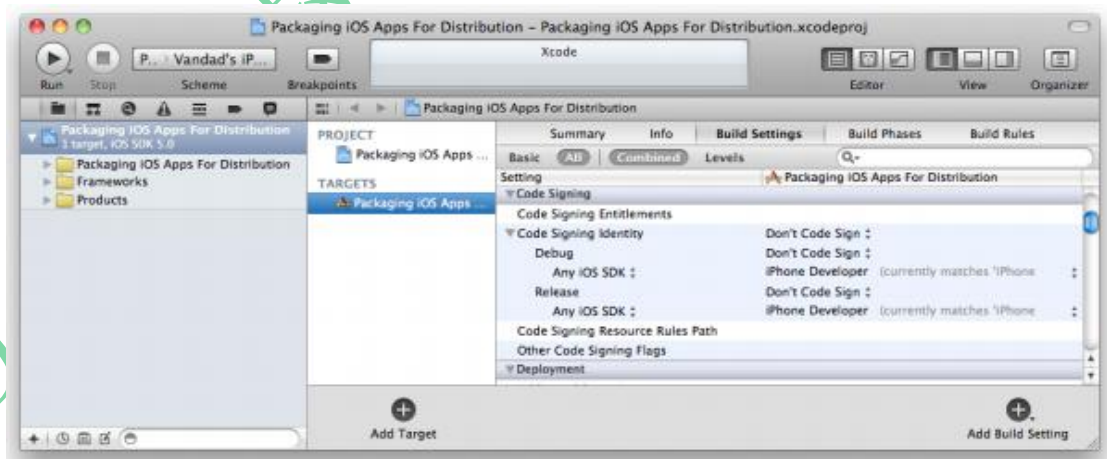 Packaging iOS Apps For Distribution – Packaging iOS Apps For Distribution.xcodeproj
P... Vandad's iP...
Xcode
Run Stop Scheme Breakpoints Editor View Organizer
Packaging iOS Apps For Distribution
Packaging iOS Apps For Distribution
1 target, iOS SDK 5.0
Packaging iOS Apps For Distribution
Frameworks
Products
PROJECT
Packaging iOS Apps ...
TARGETS
Packaging iOS Apps ...
Summary Info Build Settings Build Phases Build Rules
Basic All Combined Levels
Setting Packaging iOS Apps For Distribution
Code Signing
Code Signing Entitlements
Code Signing Identity Don't Code Sign
Debug Don't Code Sign
Any iOS SDK iPhone Developer (currently matches 'iPhone
Release Don't Code Sign
Any iOS SDK iPhone Developer (currently matches 'iPhone
Code Signing Resource Rules Path
Other Code Signing Flags
Deployment
Add Target
Add Build Setting